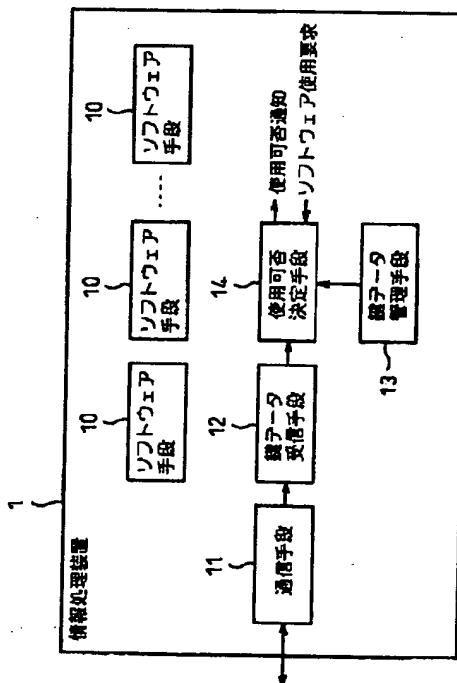 1
情報処理装置
10
ソフトウェア
手段
10
ソフトウェア
手段
.....
10
ソフトウェア
手段
11
通信手段
12
鍵データ
受信手段
14
使用可否
決定手段
使用可否通知
ソフトウェア使用要求
13
鍵データ
管理手段